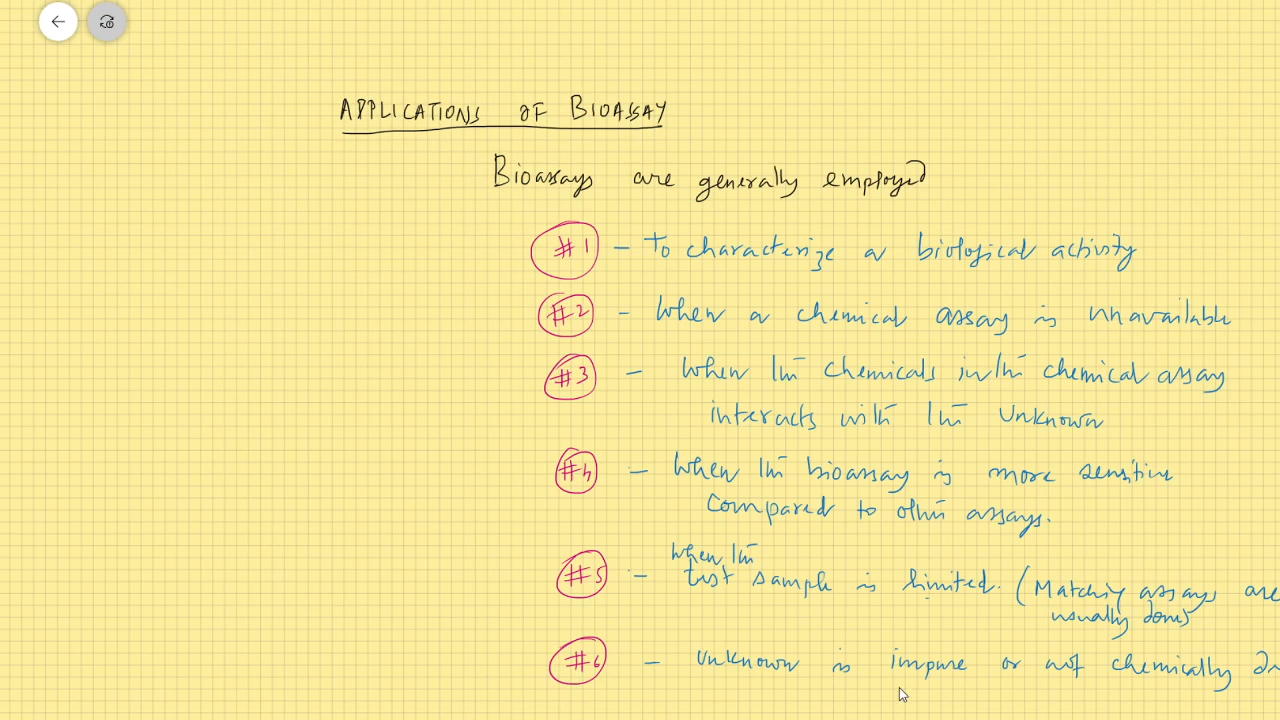 APPLICATIONS OF BIOASSAY
Bioassays are generally employed
#1 - To characterize a biological activity
#2 - When a chemical assay is unavailable
#3 - When the chemicals in the chemical assay
interacts with the unknown
#4 - When the bioassay is more sensitive
Compared to other assays.
When the
#5 - test sample is limited. (Matching assays are
usually done)
#6 - Unknown is impure or not chemically